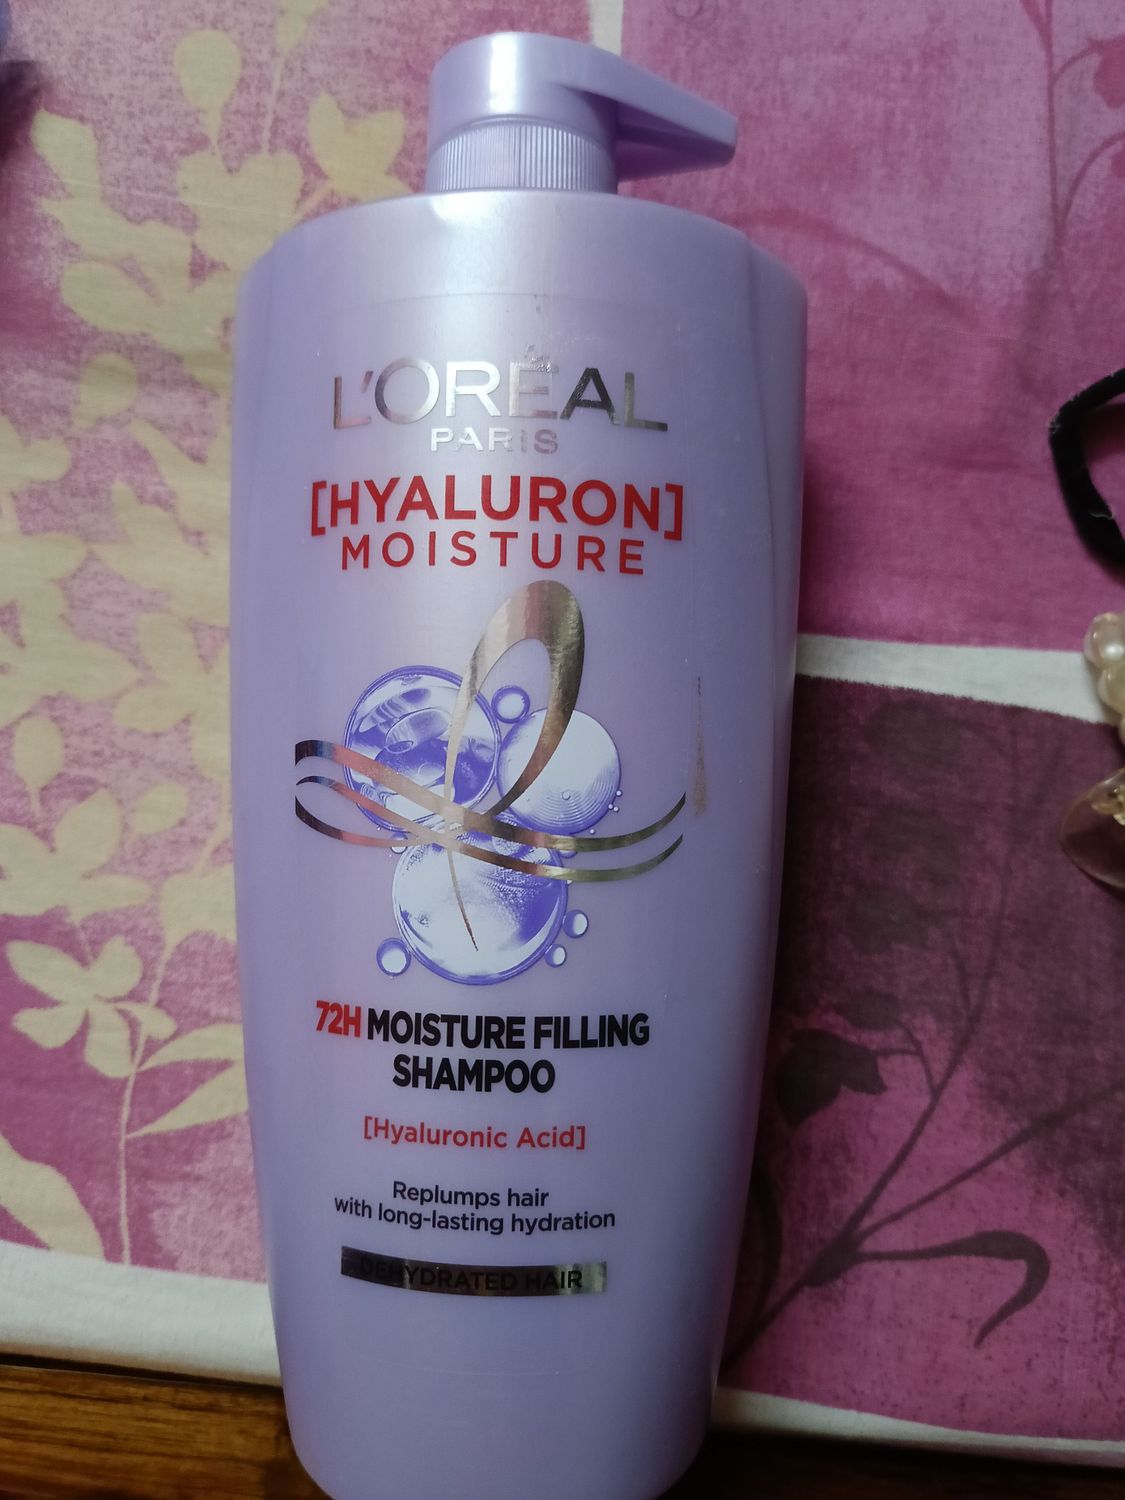 L'ORÉAL
PARIS
[HYALURON]
MOISTURE
72H MOISTURE FILLING
SHAMPOO
[Hyaluronic Acid]
Replumps hair
with long-lasting hydration
DEHYDRATED HAIR